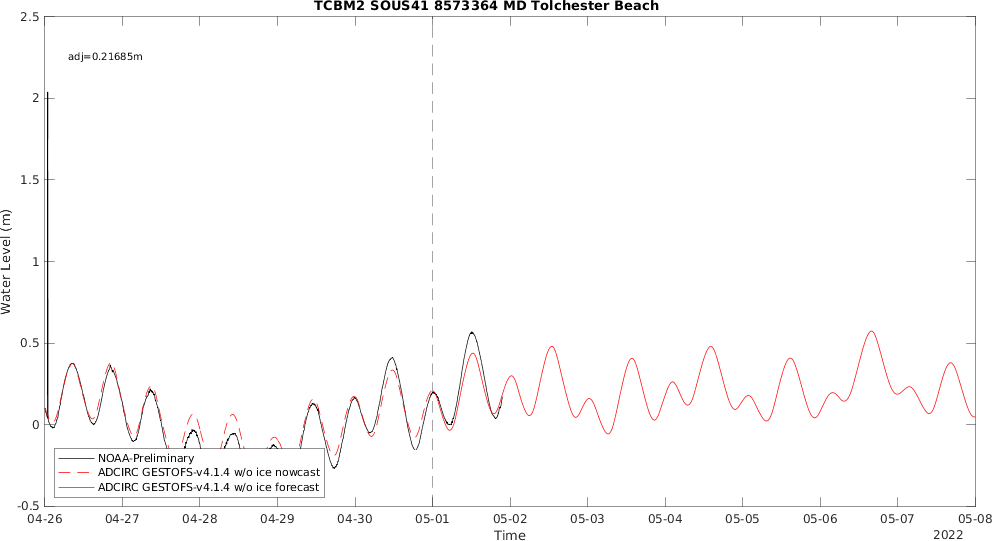 TCBM2 SOUS41 8573364 MD Tolchester Beach
adj=0.21685m
2.5
2
1.5
1
0.5
0
-0.5
Water Level (m)
NOAA-Preliminary
ADCIRC GESTOFS-v4.1.4 w/o ice nowcast
ADCIRC GESTOFS-v4.1.4 w/o ice forecast
04-26 04-27 04-28 04-29 04-30 05-01 05-02 05-03 05-04 05-05 05-06 05-07 05-08
Time
2022